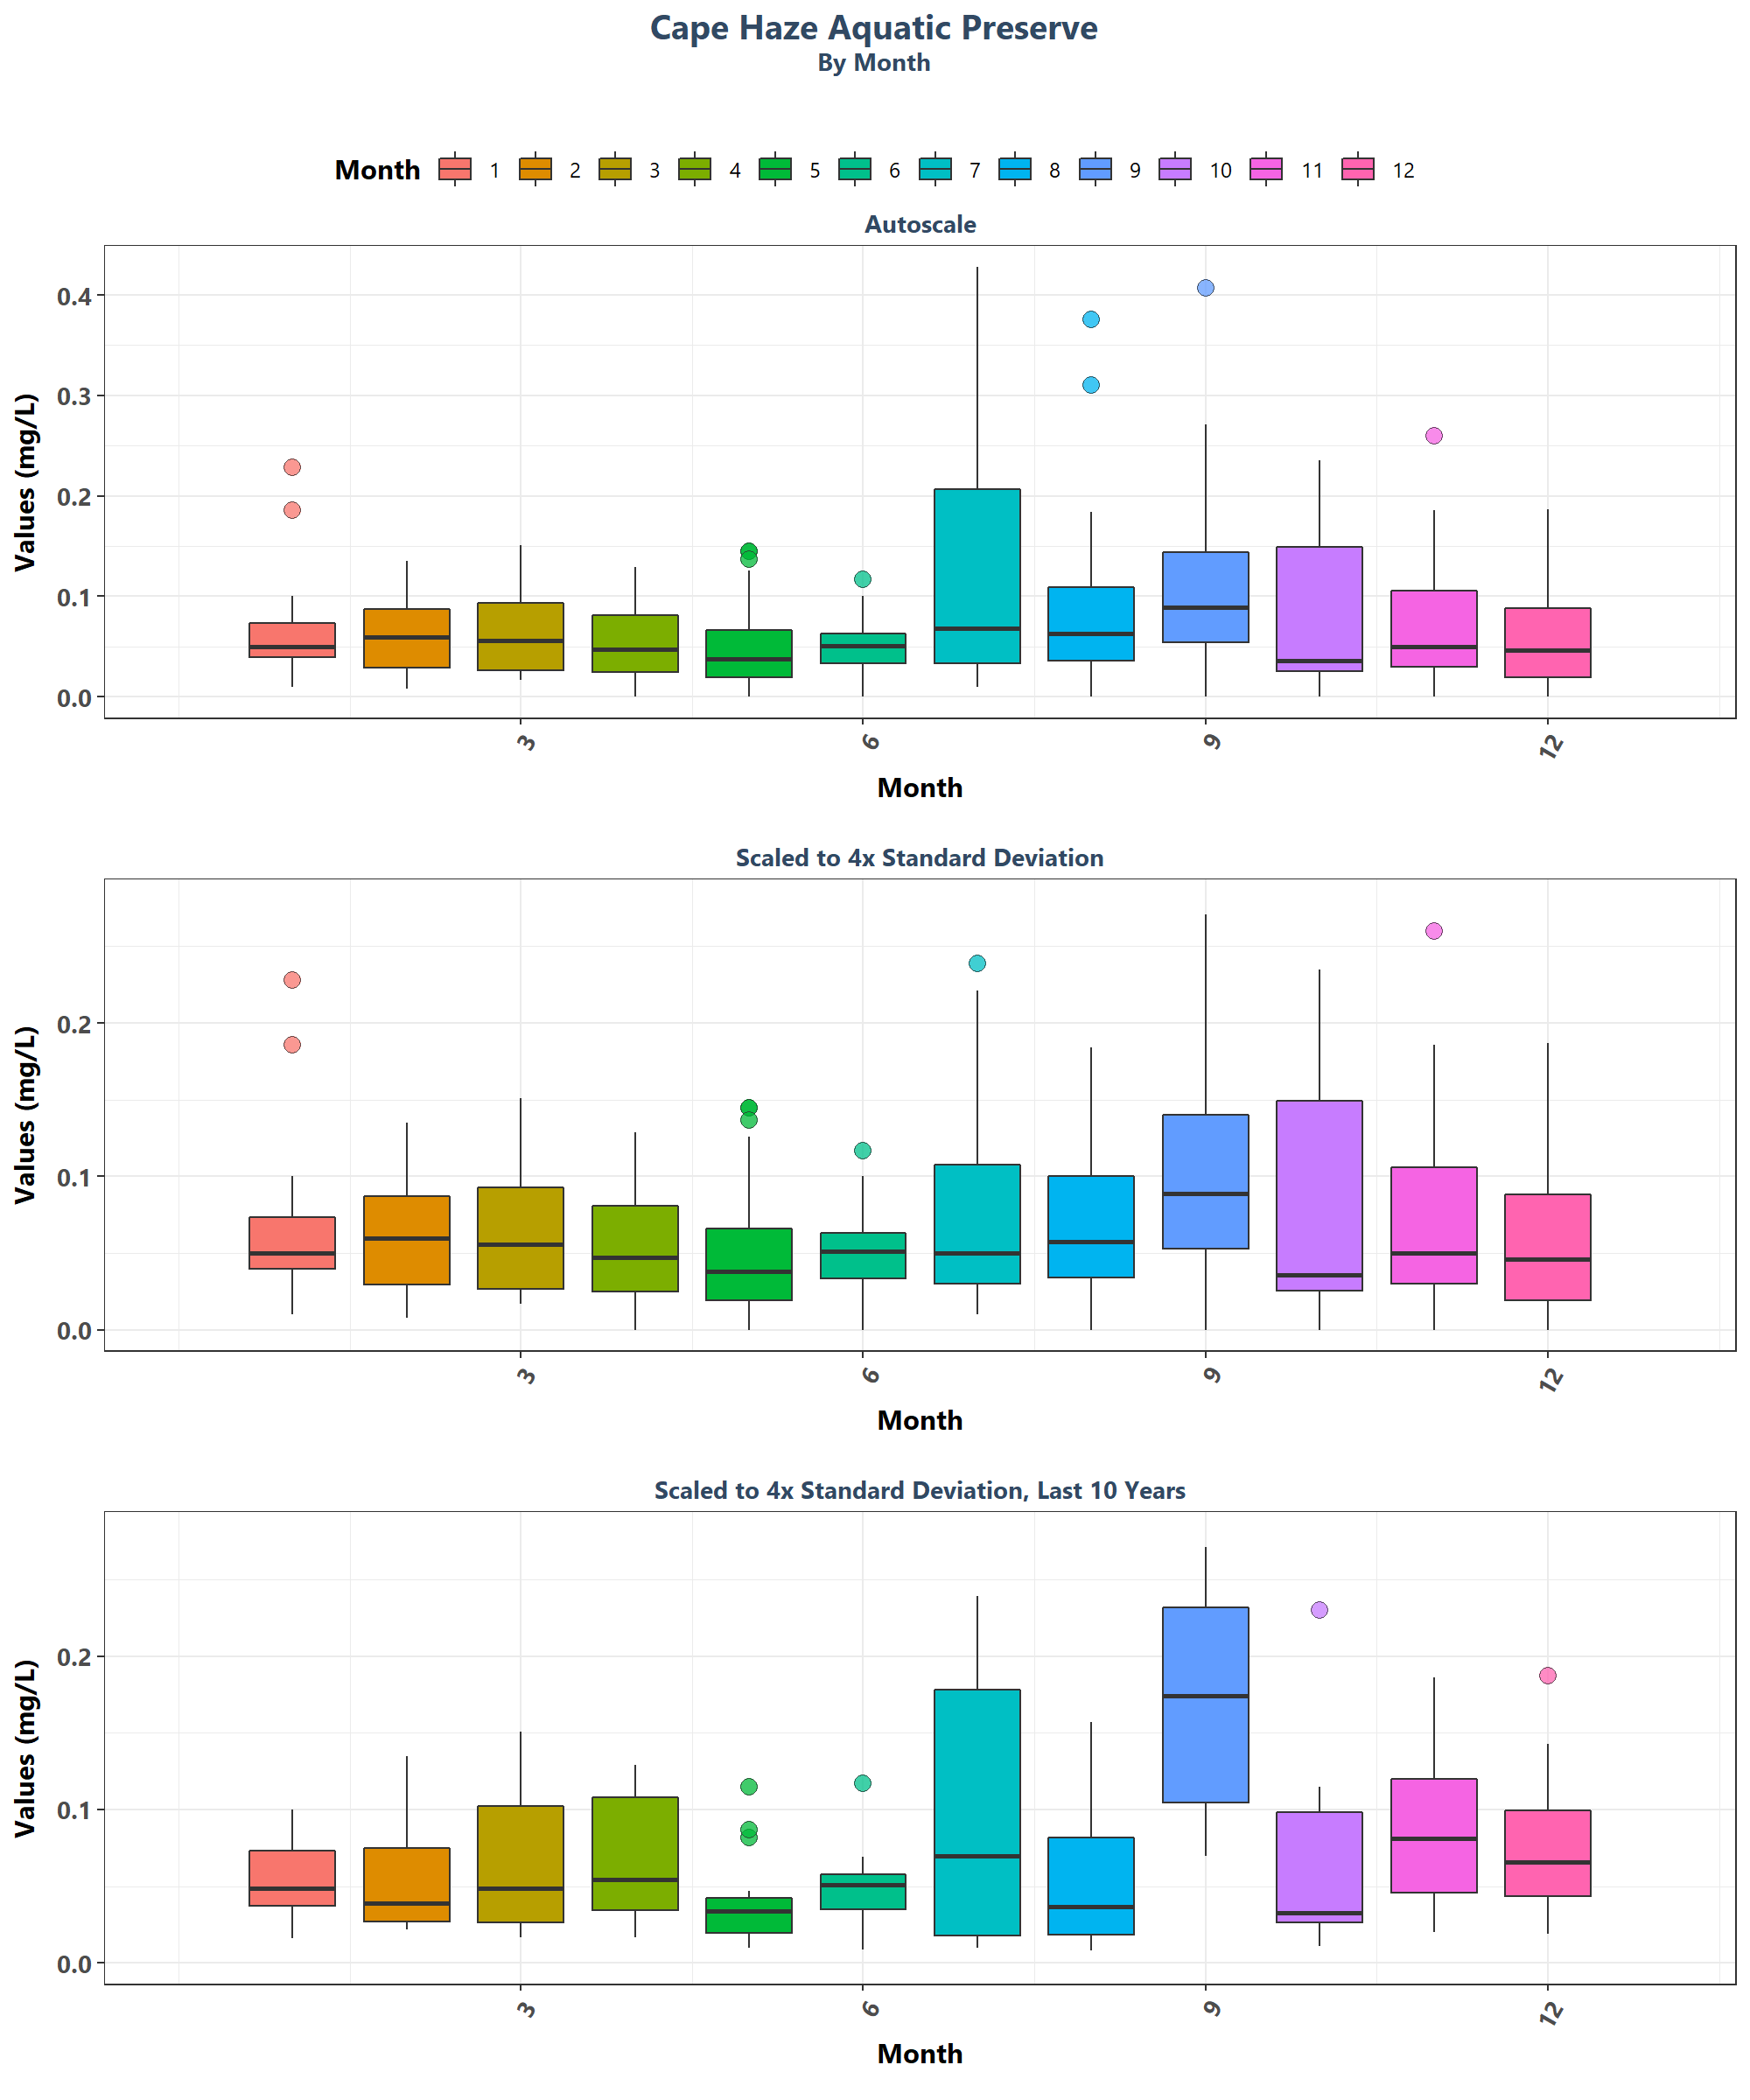 Cape Haze Aquatic Preserve
By Month
Month 1 2 3 4 5 6 7 8 9 10 11 12
Autoscale
Values (mg/L)
0.4
0.3
0.2
0.1
0.0
3 6 9 12
Month
Scaled to 4x Standard Deviation
Values (mg/L)
0.2
0.1
0.0
3 6 9 12
Month
Scaled to 4x Standard Deviation, Last 10 Years
Values (mg/L)
0.2
0.1
0.0
3 6 9 12
Month